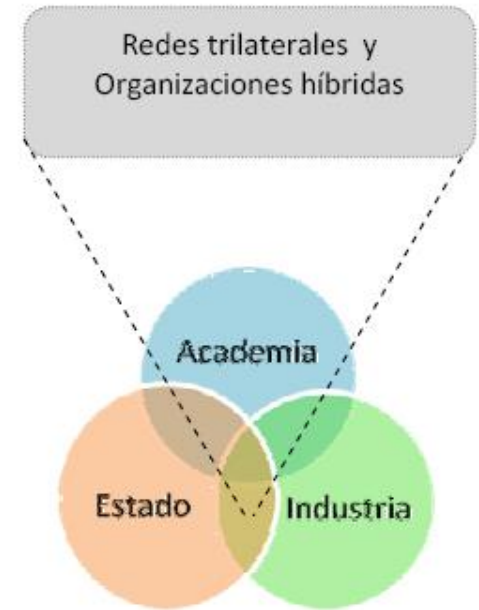 Redes trilaterales y
Organizaciones híbridas
Academia
Estado
Industria